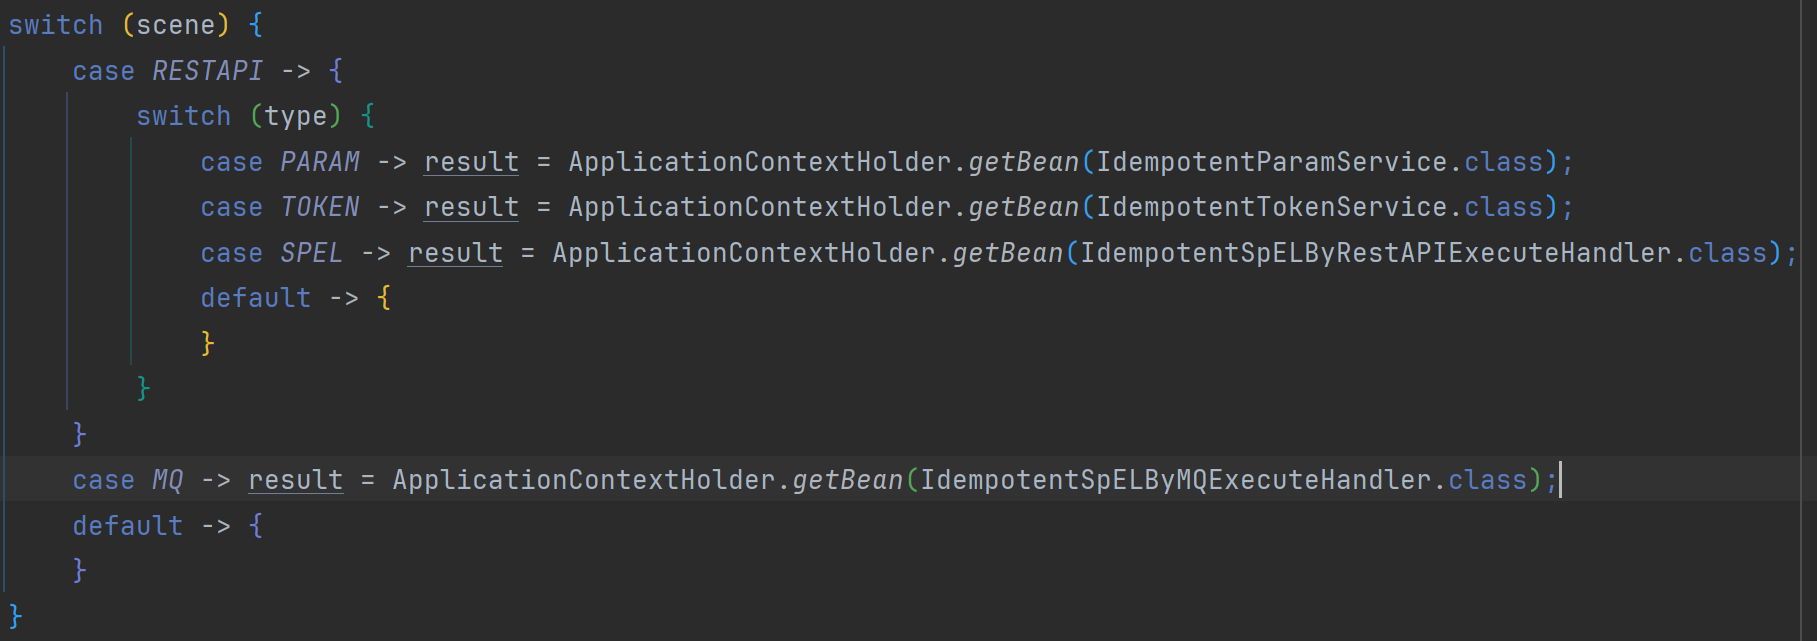 switch (scene) {
    case RESTAPI -> {
        switch (type) {
            case PARAM -> result = ApplicationContextHolder.getBean(IdempotentParamService.class);
            case TOKEN -> result = ApplicationContextHolder.getBean(IdempotentTokenService.class);
            case SPEL -> result = ApplicationContextHolder.getBean(IdempotentSpELByRestAPIExecuteHandler.class);
            default -> {
            }
        }
    }
    case MQ -> result = ApplicationContextHolder.getBean(IdempotentSpELByMQExecuteHandler.class);
    default -> {
    }
}